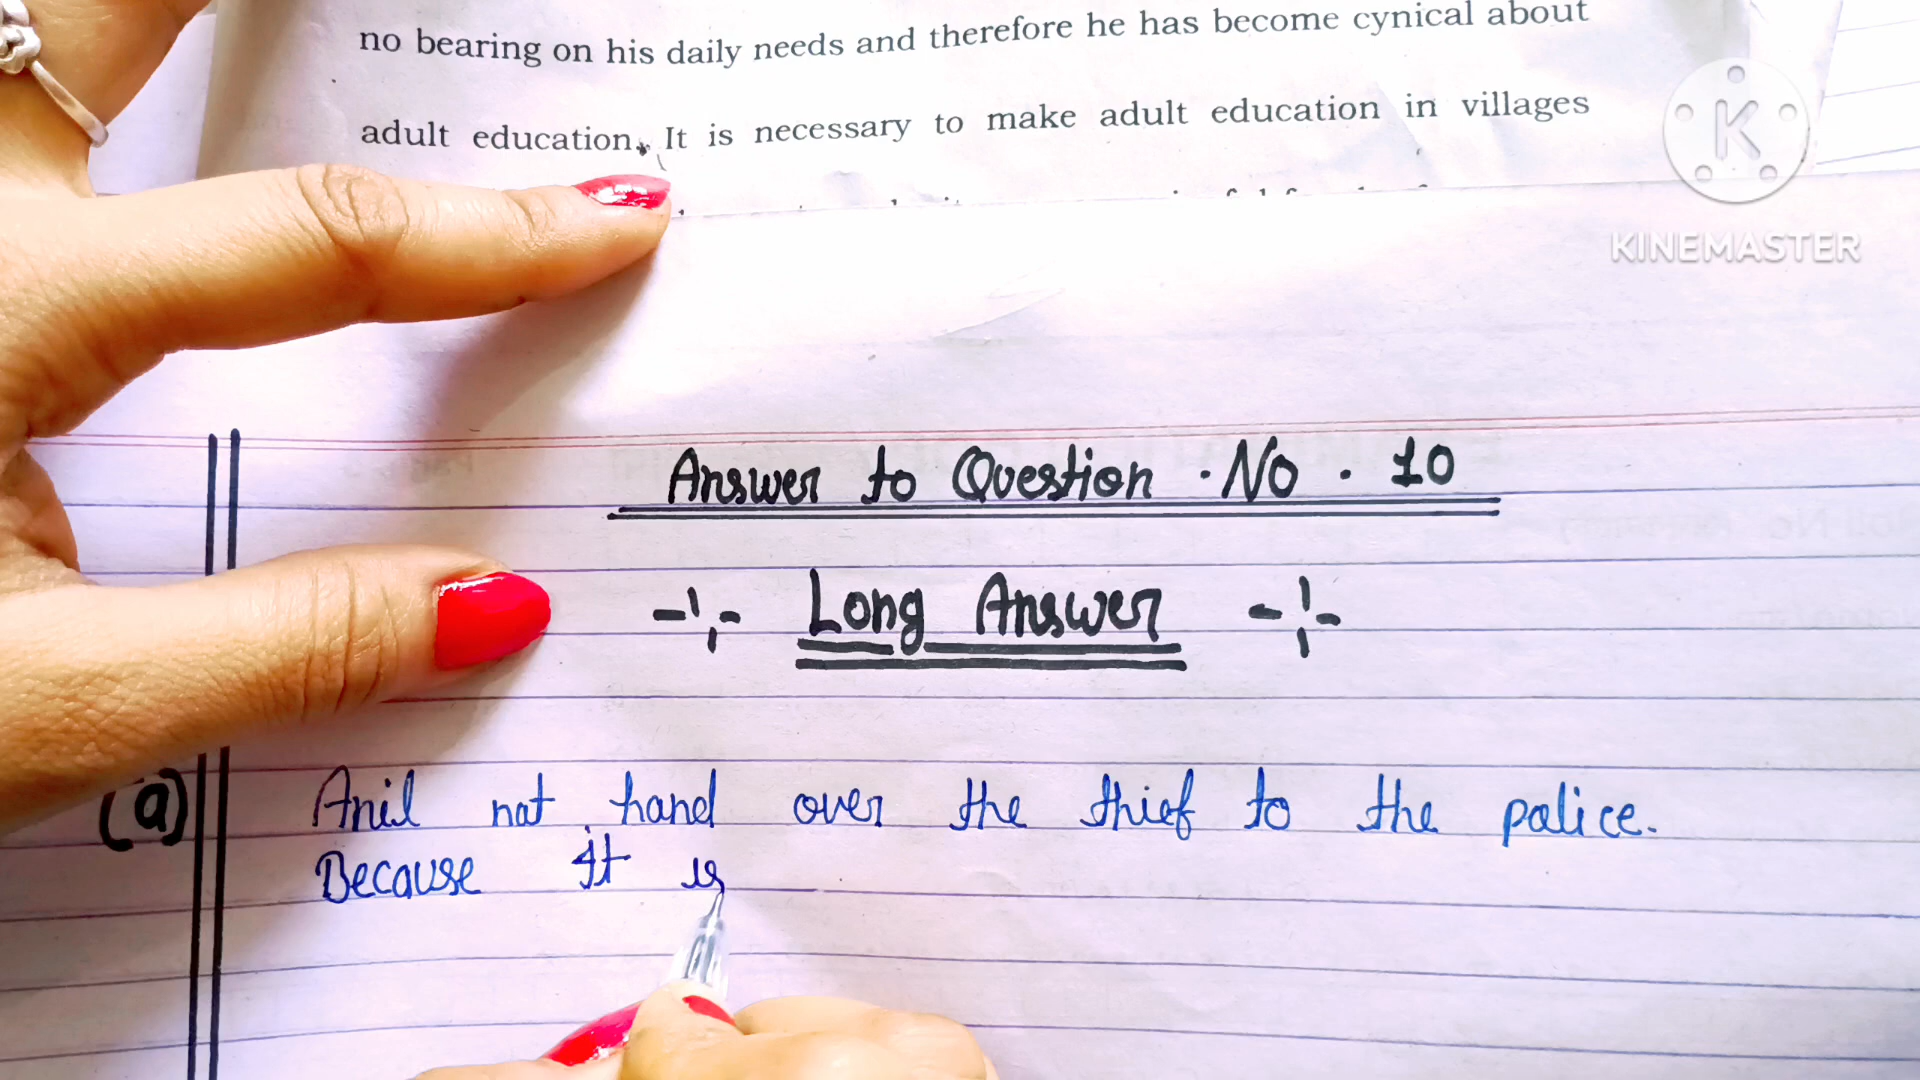 no bearing on his daily needs and therefore he has become cynical about
adult education. It is necessary to make adult education in villages
K
KINEMASTER
Answer to Question . No . 10
Long Answer
(a) Anil not hand over the thief to the police.
Because it is